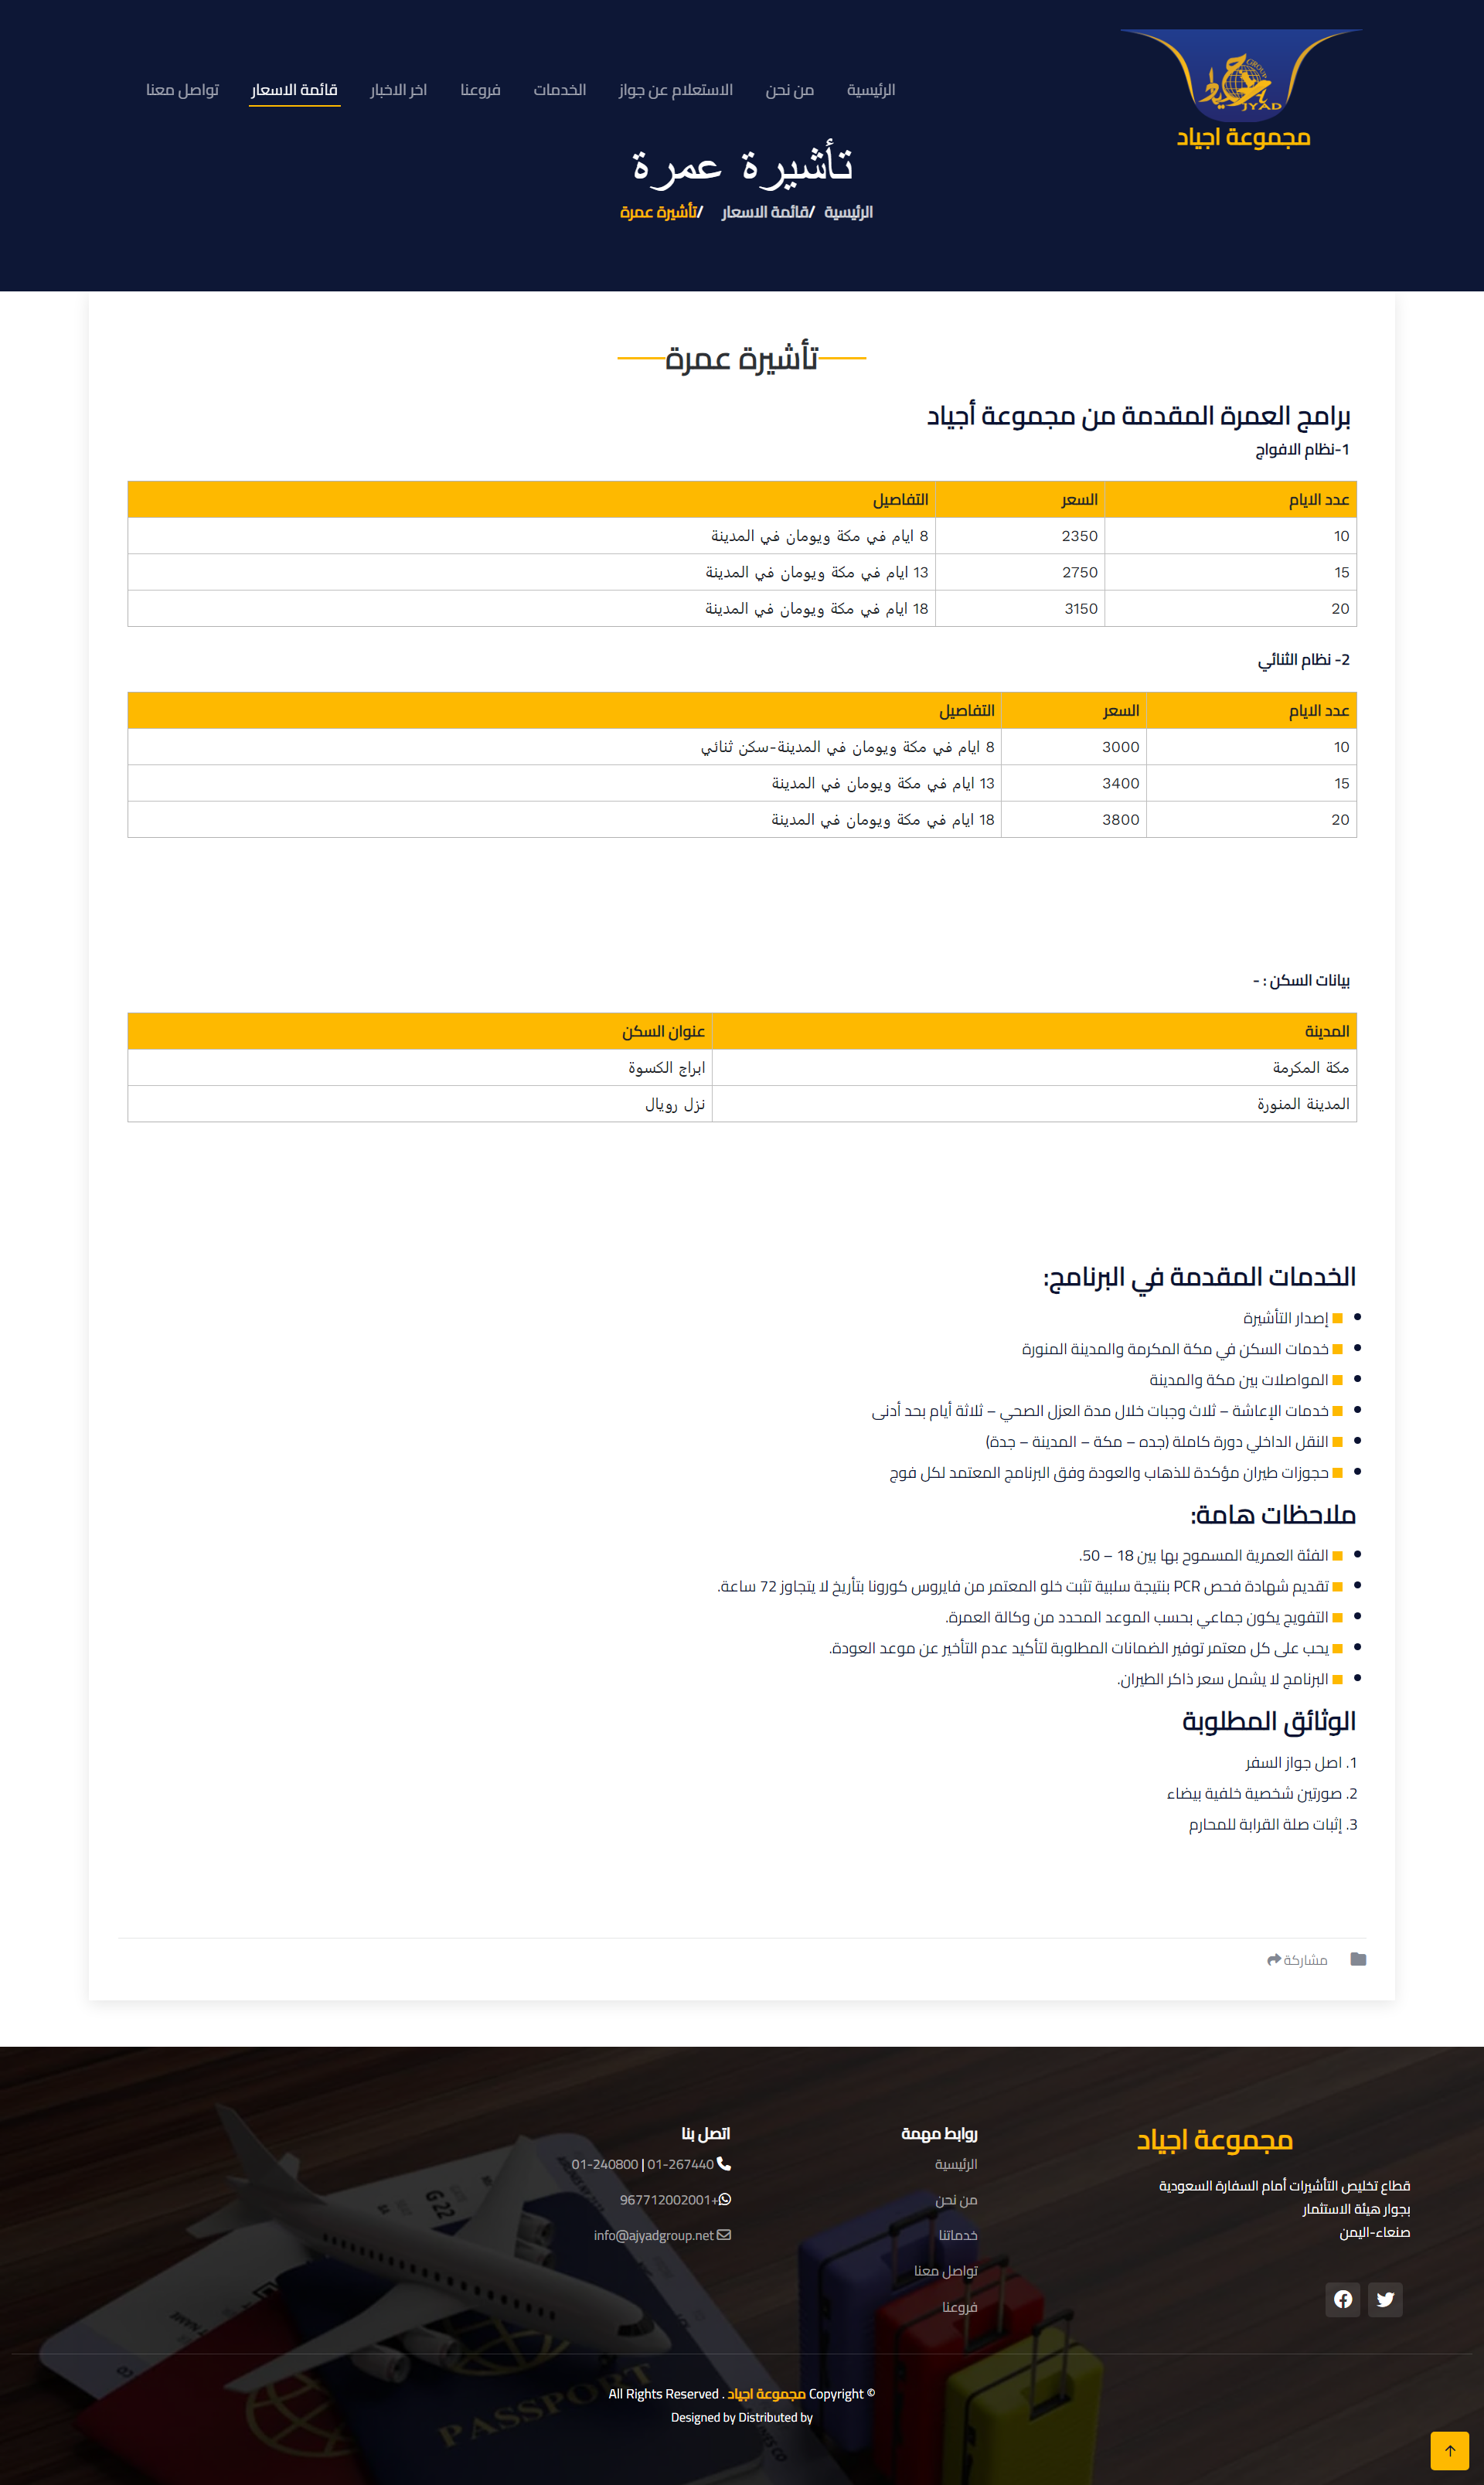 GROUP
JYAD
مجموعة اجياد
الرئيسية من نحن الاستعلام عن جواز الخدمات فروعنا اخر الاخبار قائمة الاسعار تواصل معنا
تأشيرة عمرة
الرئيسية /قائمة الاسعار /تأشيرة عمرة
تأشيرة عمرة
برامج العمرة المقدمة من مجموعة أجياد
1-نظام الافواج
عدد الايام السعر التفاصيل
10 2350 8 ايام في مكة ويومان في المدينة
15 2750 13 ايام في مكة ويومان في المدينة
20 3150 18 ايام في مكة ويومان في المدينة
2- نظام الثنائي
عدد الايام السعر التفاصيل
10 3000 8 ايام في مكة ويومان في المدينة-سكن ثنائي
15 3400 13 ايام في مكة ويومان في المدينة
20 3800 18 ايام في مكة ويومان في المدينة
بيانات السكن : -
المدينة عنوان السكن
مكة المكرمة ابراج الكسوة
المدينة المنورة نزل رويال
الخدمات المقدمة في البرنامج:
إصدار التأشيرة
خدمات السكن في مكة المكرمة والمدينة المنورة
المواصلات بين مكة والمدينة
خدمات الإعاشة – ثلاث وجبات خلال مدة العزل الصحي – ثلاثة أيام بحد أدنى
النقل الداخلي دورة كاملة (جده – مكة – المدينة – جدة)
حجوزات طيران مؤكدة للذهاب والعودة وفق البرنامج المعتمد لكل فوج
ملاحظات هامة:
الفئة العمرية المسموح بها بين 18 – 50.
تقديم شهادة فحص PCR بنتيجة سلبية تثبت خلو المعتمر من فايروس كورونا بتأريخ لا يتجاوز 72 ساعة.
التفويج يكون جماعي بحسب الموعد المحدد من وكالة العمرة.
يحب على كل معتمر توفير الضمانات المطلوبة لتأكيد عدم التأخير عن موعد العودة.
البرنامج لا يشمل سعر ذاكر الطيران.
الوثائق المطلوبة
1. اصل جواز السفر
2. صورتين شخصية خلفية بيضاء
3. إثبات صلة القرابة للمحارم
مشاركة
مجموعة اجياد
قطاع تخليص التأشيرات أمام السفارة السعودية
بجوار هيئة الاستثمار
صنعاء-اليمن
روابط مهمة
الرئيسية
من نحن
خدماتنا
تواصل معنا
فروعنا
اتصل بنا
01-240800 | 01-267440
967712002001+
info@ajyadgroup.net
G 22
PASSPORT
All Rights Reserved . مجموعة اجياد Copyright ©
Designed by Distributed by